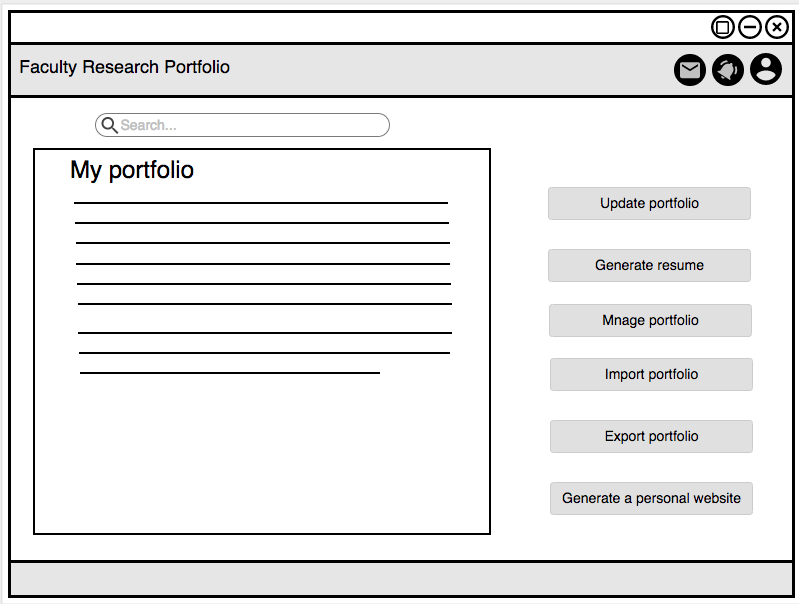 Faculty Research Portfolio
Search...
My portfolio
Update portfolio
Generate resume
Mnage portfolio
Import portfolio
Export portfolio
Generate a personal website